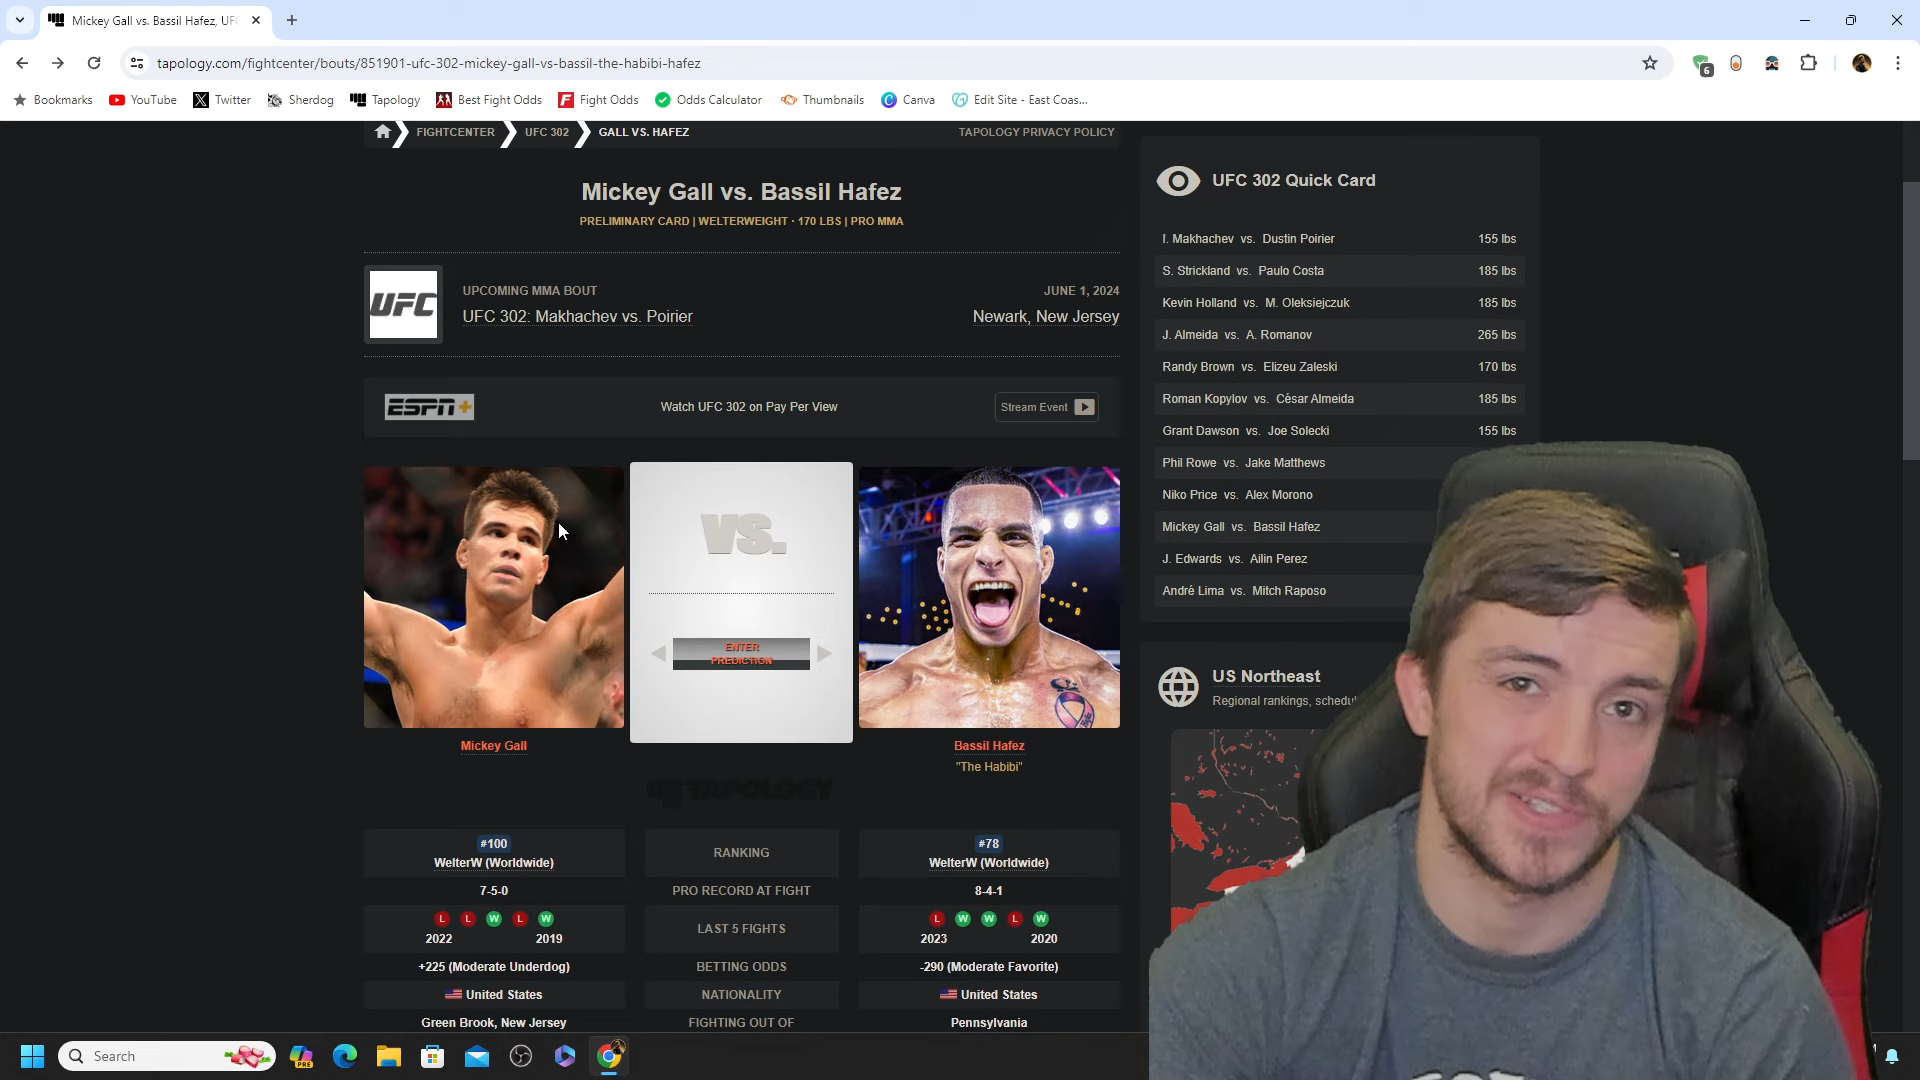 Mickey Gall vs. Bassil Hafez, UFC
tapology.com/fightcenter/bouts/851901-ufc-302-mickey-gall-vs-bassil-the-habibi-hafez
6
Bookmarks YouTube Twitter Sherdog Tapology Best Fight Odds Fight Odds Odds Calculator Thumbnails Canva Edit Site - East Coas...
FIGHTCENTER UFC 302 GALL VS. HAFEZ TAPOLOGY PRIVACY POLICY
Mickey Gall vs. Bassil Hafez
PRELIMINARY CARD | WELTERWEIGHT · 170 LBS | PRO MMA
UFC
UPCOMING MMA BOUT JUNE 1, 2024
UFC 302: Makhachev vs. Poirier Newark, New Jersey
ESPN+ Watch UFC 302 on Pay Per View Stream Event
VS.
ENTER
PREDICTION
Mickey Gall Bassil Hafez
"The Habibi"
TAPOLOGY
#100 RANKING #78
WelterW (Worldwide) WelterW (Worldwide)
7-5-0 PRO RECORD AT FIGHT 8-4-1
L L W L W LAST 5 FIGHTS L W W L W
2022 2019 2023 2020
+225 (Moderate Underdog) BETTING ODDS -290 (Moderate Favorite)
United States NATIONALITY United States
Green Brook, New Jersey FIGHTING OUT OF Pennsylvania
UFC 302 Quick Card
I. Makhachev vs. Dustin Poirier 155 lbs
S. Strickland vs. Paulo Costa 185 lbs
Kevin Holland vs. M. Oleksiejczuk 185 lbs
J. Almeida vs. A. Romanov 265 lbs
Randy Brown vs. Elizeu Zaleski 170 lbs
Roman Kopylov vs. César Almeida 185 lbs
Grant Dawson vs. Joe Solecki 155 lbs
Phil Rowe vs. Jake Matthews
Niko Price vs. Alex Morono
Mickey Gall vs. Bassil Hafez
J. Edwards vs. Ailin Perez
André Lima vs. Mitch Raposo
US Northeast
Regional rankings, schedu
Search
PRE